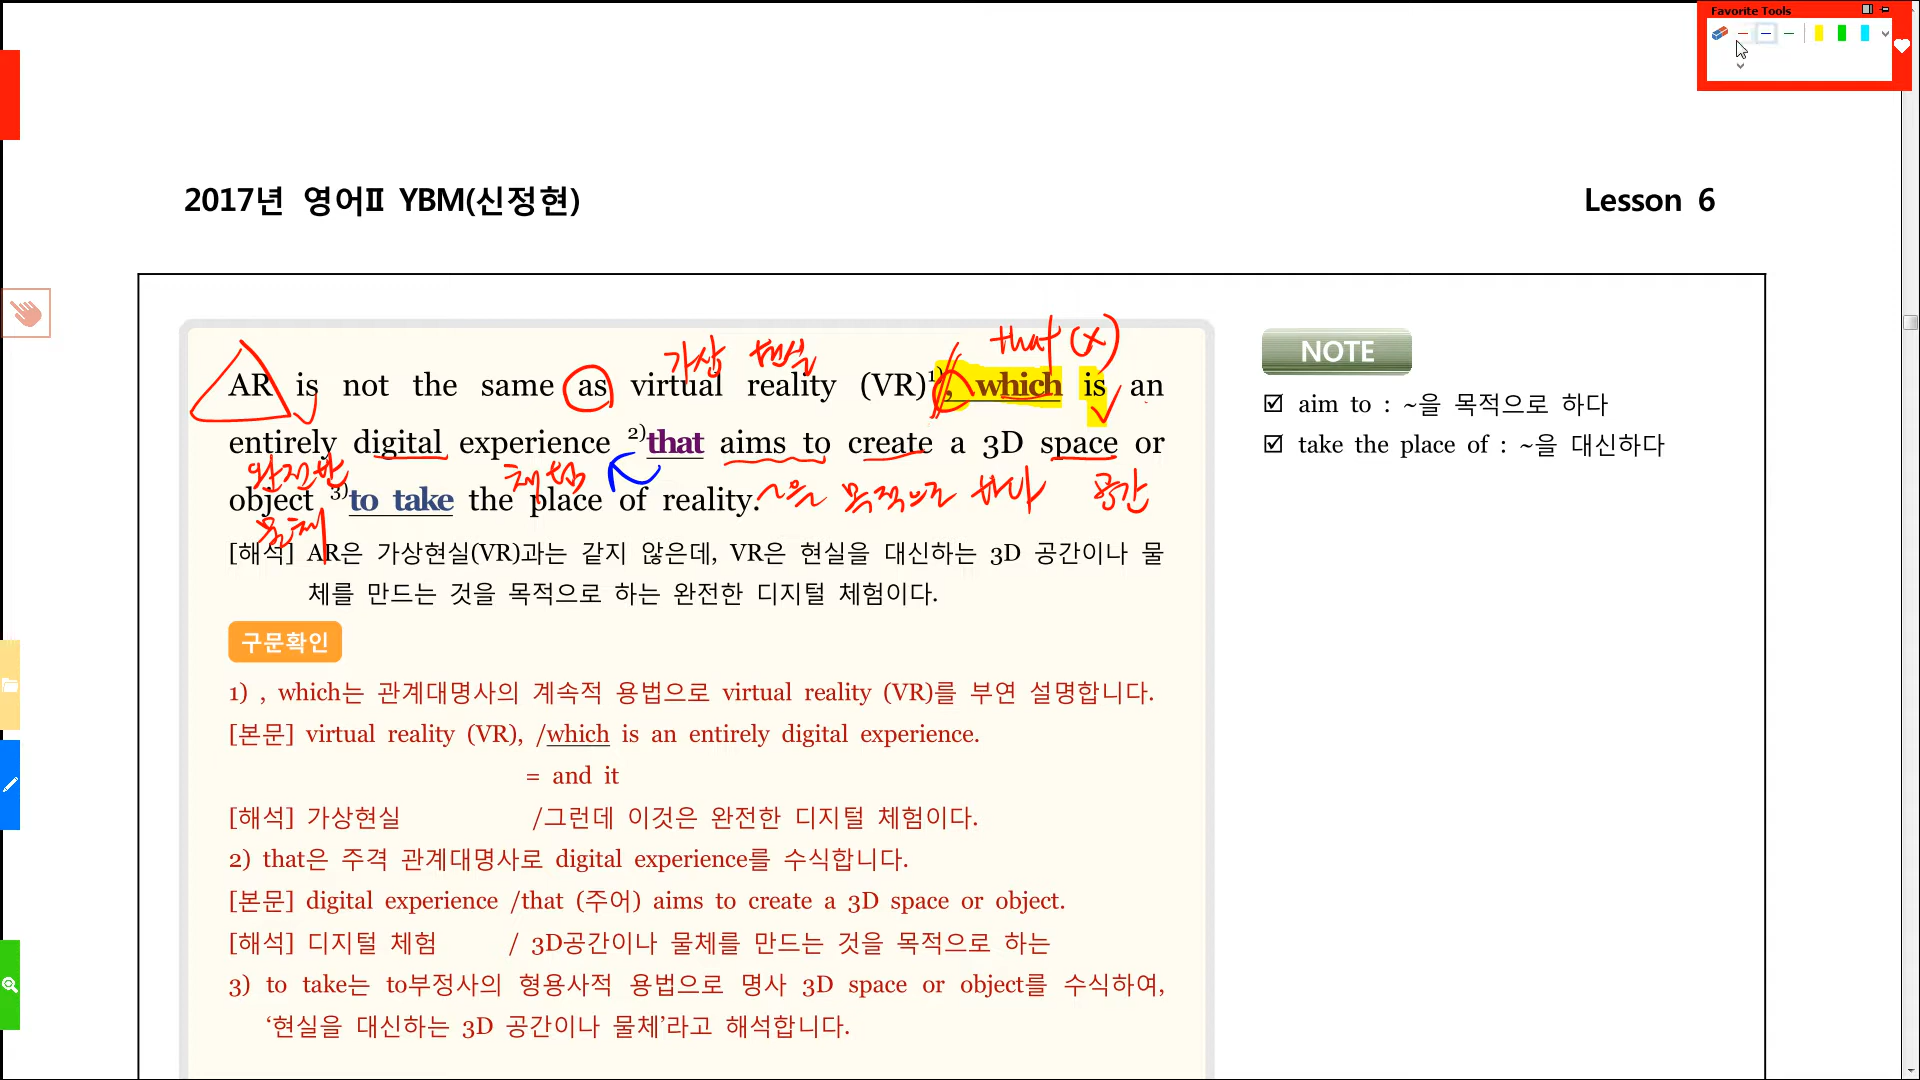 Favorite Tools
2017년 영어Ⅱ YBM(신정현)
Lesson 6
that (x)
가상 현실
AR is not the same as virtual reality (VR)1), which is an
entirely digital experience 2)that aims to create a 3D space or
완전한 체험
object 3)to take the place of reality. ~을 목적으로 하다 공간
물체
[해석] AR은 가상현실(VR)과는 같지 않은데, VR은 현실을 대신하는 3D 공간이나 물
체를 만드는 것을 목적으로 하는 완전한 디지털 체험이다.
구문확인
1) , which는 관계대명사의 계속적 용법으로 virtual reality (VR)를 부연 설명합니다.
[본문] virtual reality (VR), /which is an entirely digital experience.
= and it
[해석] 가상현실 /그런데 이것은 완전한 디지털 체험이다.
2) that은 주격 관계대명사로 digital experience를 수식합니다.
[본문] digital experience /that (주어) aims to create a 3D space or object.
[해석] 디지털 체험 / 3D공간이나 물체를 만드는 것을 목적으로 하는
3) to take는 to부정사의 형용사적 용법으로 명사 3D space or object를 수식하여,
‘현실을 대신하는 3D 공간이나 물체’라고 해석합니다.
NOTE
☑ aim to : ~을 목적으로 하다
☑ take the place of : ~을 대신하다